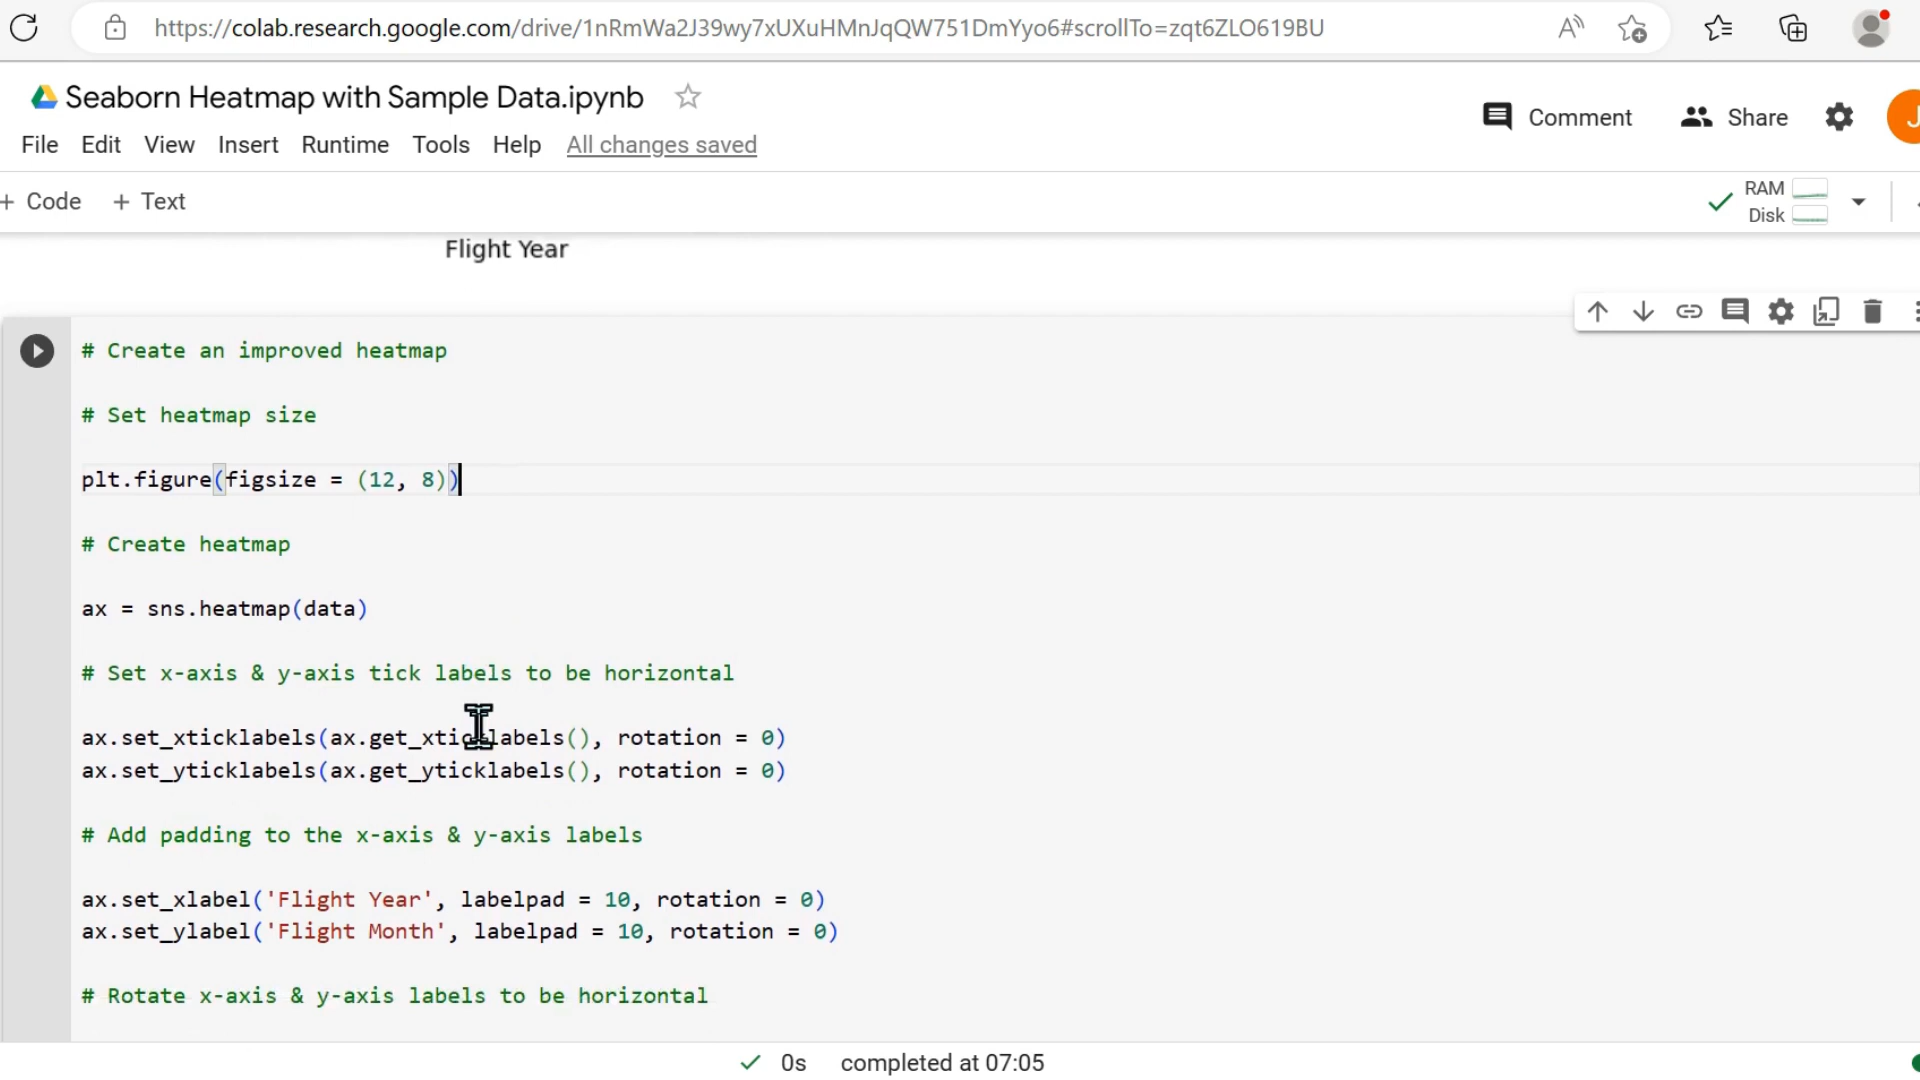 https://colab.research.google.com/drive/1nRmWa2J39wy7xUXuHMnJqQW751DmYyo6#scrollTo=zqt6ZLO619BU
Seaborn Heatmap with Sample Data.ipynb
Comment Share J
File Edit View Insert Runtime Tools Help All changes saved
+ Code + Text
RAM
Disk
Flight Year
# Create an improved heatmap
# Set heatmap size
plt.figure(figsize = (12, 8))
# Create heatmap
ax = sns.heatmap(data)
# Set x-axis & y-axis tick labels to be horizontal
ax.set_xticklabels(ax.get_xticklabels(), rotation = 0)
ax.set_yticklabels(ax.get_yticklabels(), rotation = 0)
# Add padding to the x-axis & y-axis labels
ax.set_xlabel('Flight Year', labelpad = 10, rotation = 0)
ax.set_ylabel('Flight Month', labelpad = 10, rotation = 0)
# Rotate x-axis & y-axis labels to be horizontal
0s completed at 07:05